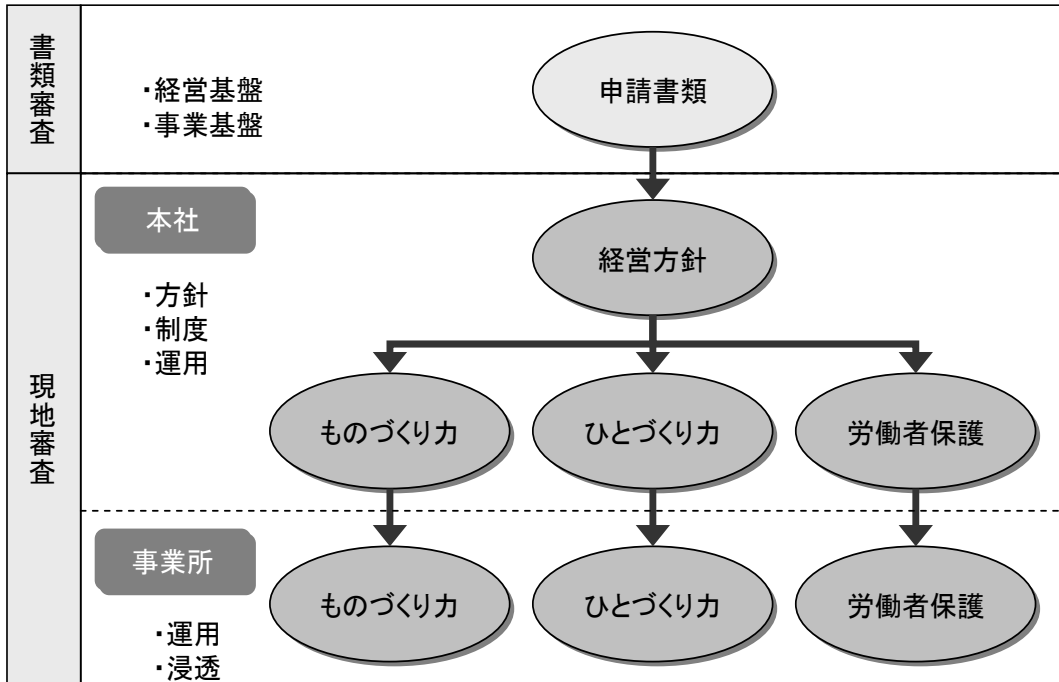 書類審査
・経営基盤
・事業基盤
申請書類
現地審査
本社
・方針
・制度
・運用
経営方針
ものづくり力
ひとづくり力
労働者保護
事業所
・運用
・浸透
ものづくり力
ひとづくり力
労働者保護